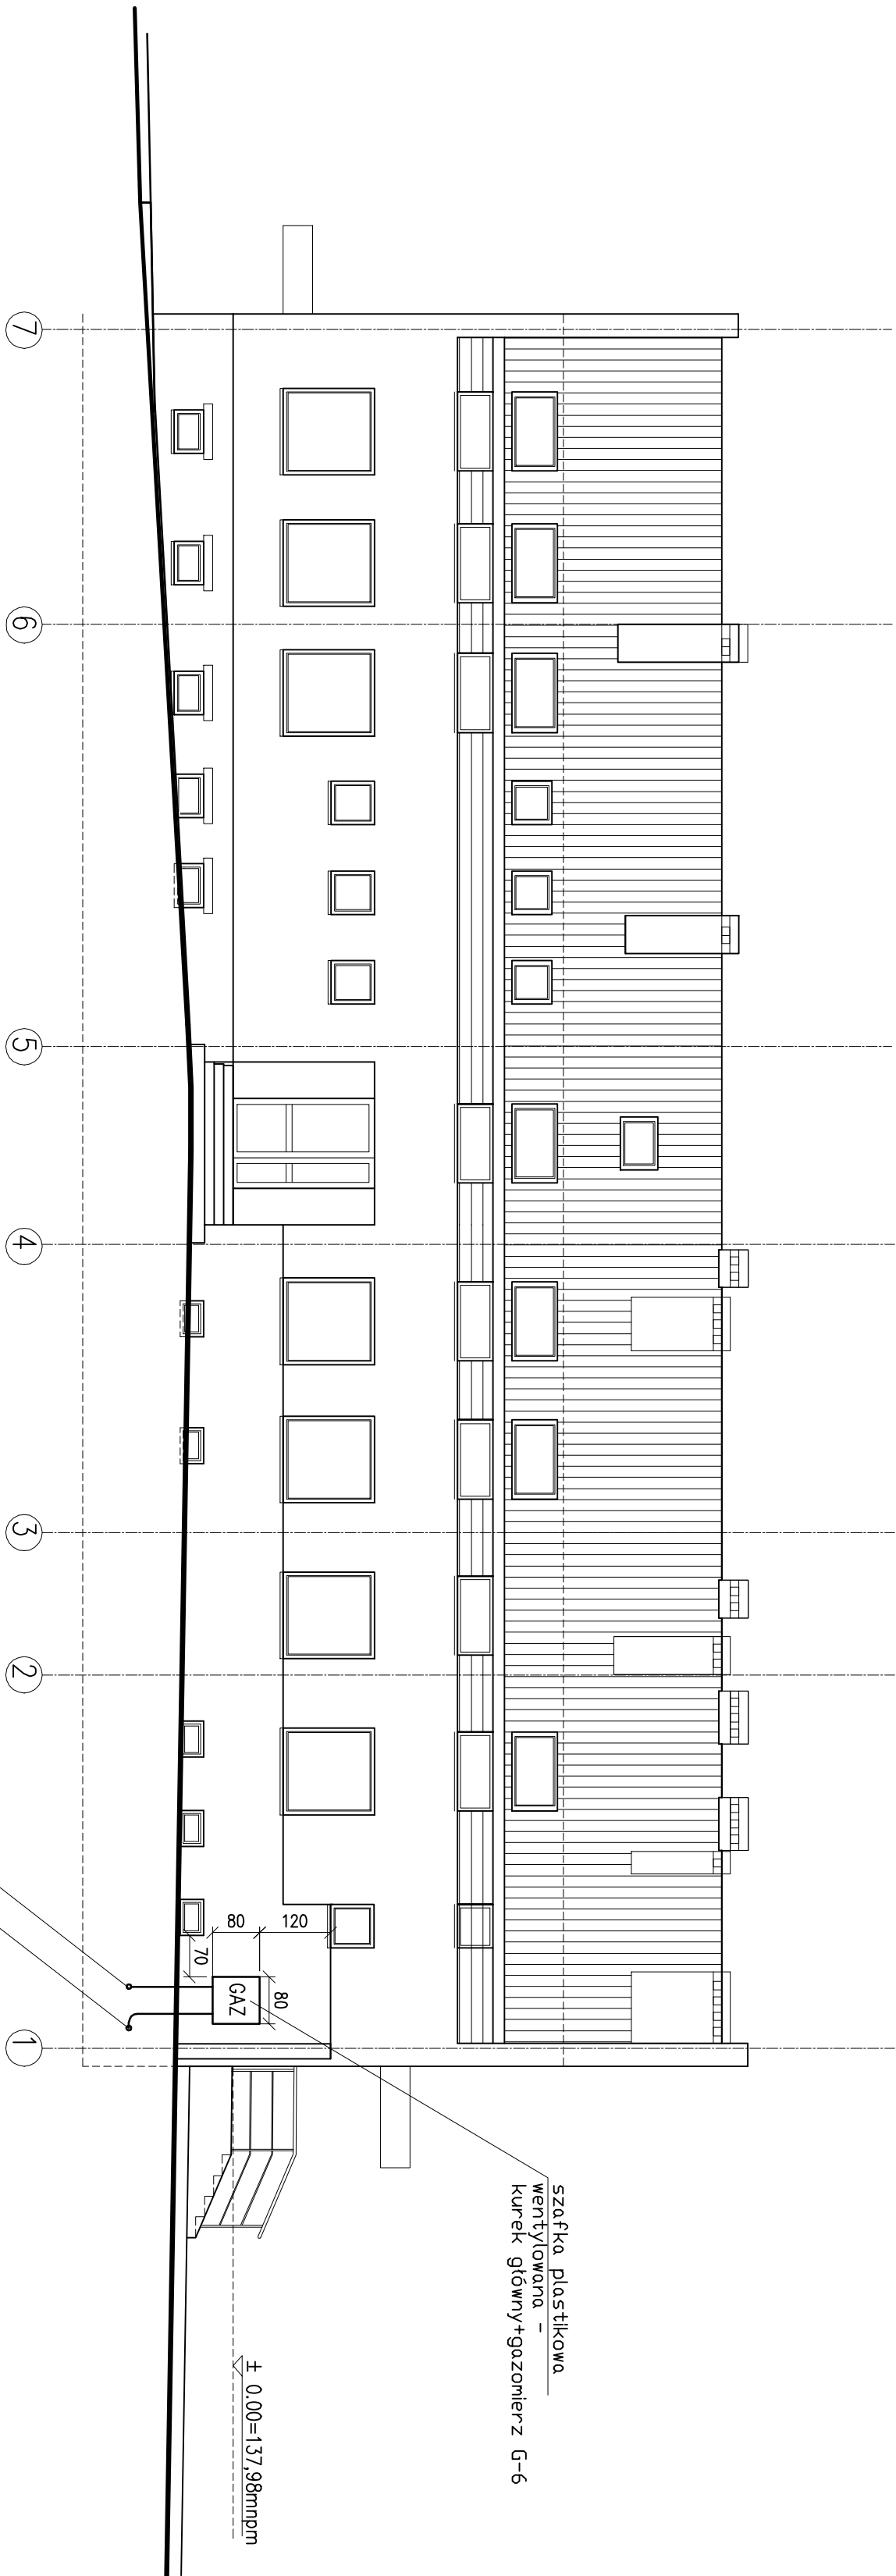 7
6
5
4
3
2
1
80
120
70
80
GAZ
szafka plastikowa
wentylowana -
kurek główny+gazomierz G-6
± 0.00=137,98mnpm